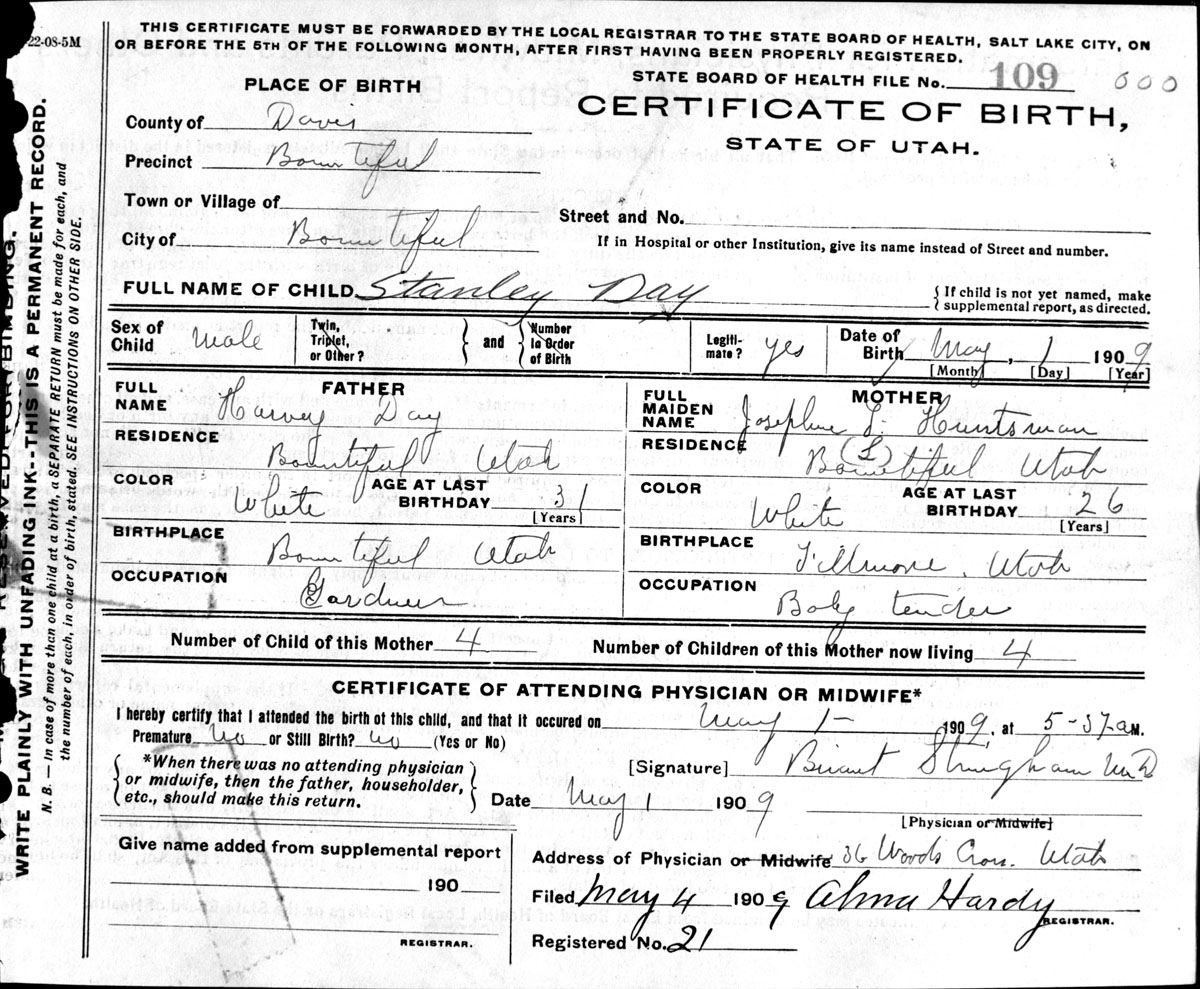 22-08-5M
THIS CERTIFICATE MUST BE FORWARDED BY THE LOCAL REGISTRAR TO THE STATE BOARD OF HEALTH, SALT LAKE CITY, ON
OR BEFORE THE 5TH OF THE FOLLOWING MONTH, AFTER FIRST HAVING BEEN PROPERLY REGISTERED.
STATE BOARD OF HEALTH FILE No. 109 000
PLACE OF BIRTH
CERTIFICATE OF BIRTH,
STATE OF UTAH.
County of Davis
Precinct Bountiful
Town or Village of
Street and No.
City of Bountiful
If in Hospital or other Institution, give its name instead of Street and number.
FULL NAME OF CHILD Stanley Day
{ If child is not yet named, make
supplemental report, as directed.
Sex of Child Male
Twin, Triplet, or Other?
} and {
Number in Order of Birth
Legitimate? yes
Date of Birth May, 1 1909
[Month] [Day] [Year]
FATHER
FULL NAME Harvey Day
RESIDENCE Bountiful Utah
COLOR White AGE AT LAST BIRTHDAY 31
[Years]
BIRTHPLACE Bountiful Utah
OCCUPATION Gardner
MOTHER
FULL MAIDEN NAME Josephine L. Huntsman
(L)
RESIDENCE Bountiful Utah
COLOR White AGE AT LAST BIRTHDAY 26
[Years]
BIRTHPLACE Fillmore, Utah
OCCUPATION Baby tender
Number of Child of this Mother 4 Number of Children of this Mother now living 4
CERTIFICATE OF ATTENDING PHYSICIAN OR MIDWIFE*
I hereby certify that I attended the birth of this child, and that it occured on May 1- 1909, at 5-37a M.
Premature No or Still Birth? No (Yes or No)
*When there was no attending physician
or midwife, then the father, householder,
etc., should make this return.
[Signature] Briant Stringham M D
Date May 1 1909
[Physician or Midwife]
Give name added from supplemental report
190
REGISTRAR.
Address of Physician or Midwife 36 Woods Cross. Utah
Filed May 4 1909 Alma Hardy
REGISTRAR.
Registered No. 21
WRITE PLAINLY WITH UNFADING INK--THIS IS A PERMANENT RECORD.
N. B. — In case of more than one child at a birth, a SEPARATE RETURN must be made for each, and
the number of each, in order of birth, stated. SEE INSTRUCTIONS ON OTHER SIDE.